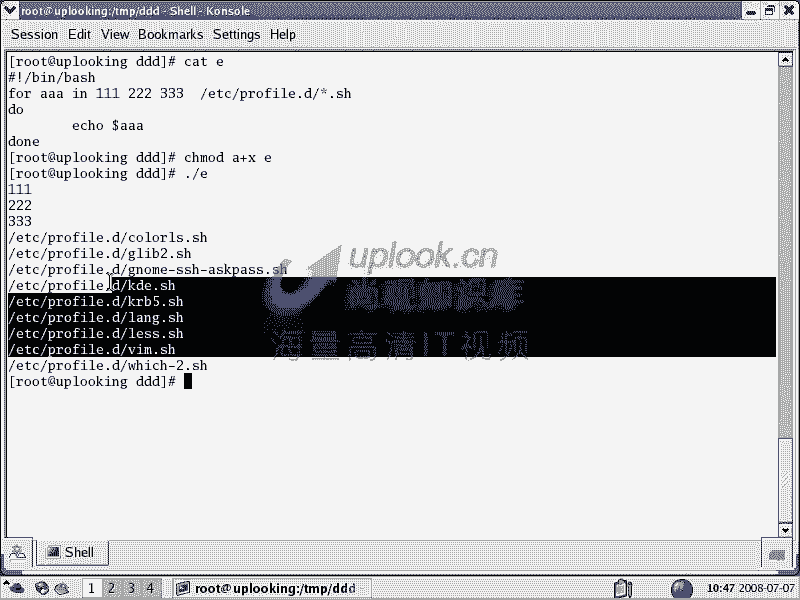 root@uplooking:/tmp/ddd - Shell - Konsole
Session Edit View Bookmarks Settings Help
[root@uplooking ddd]# cat e
#!/bin/bash
for aaa in 111 222 333  /etc/profile.d/*.sh
do
        echo $aaa
done
[root@uplooking ddd]# chmod a+x e
[root@uplooking ddd]# ./e
111
222
333
/etc/profile.d/colorls.sh
/etc/profile.d/glib2.sh
/etc/profile.d/gnome-ssh-askpass.sh
/etc/profile.d/kde.sh
/etc/profile.d/krb5.sh
/etc/profile.d/lang.sh
/etc/profile.d/less.sh
/etc/profile.d/vim.sh
/etc/profile.d/which-2.sh
[root@uplooking ddd]#
uplook.cn
尚观知识库
海量高清IT视频
Shell
1 2 3 4 root@uplooking:/tmp/ddd 10:47 2008-07-07